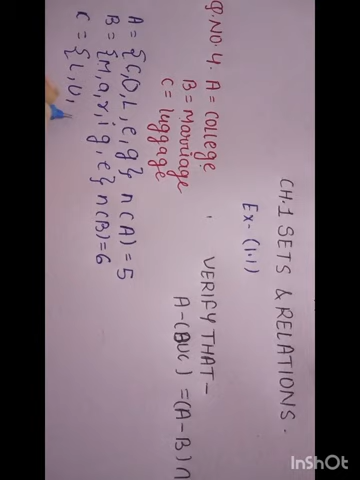 CH.1 SETS & RELATIONS.
Ex- (1.1)
Q.NO.4. A = College, VERIFY THAT-
B = Marriage A-(BUC) =(A-B)∩
C = Luggage
A = {C,O,L,e,g} n(A) = 5
B = {M,a,r,i,g,e} n(B)=6
C = {L,U,
InShOt